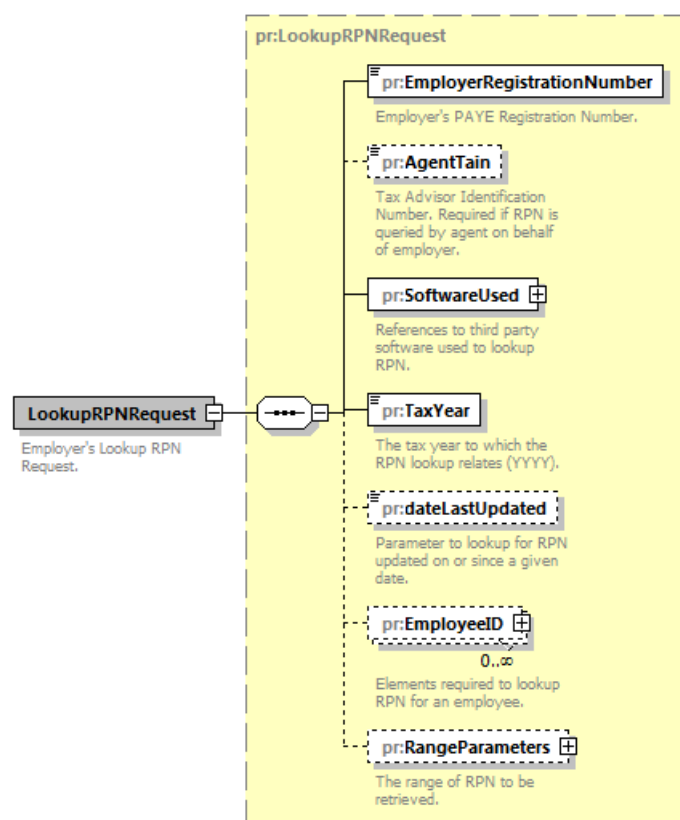 pr:LookupRPNRequest
pr:EmployerRegistrationNumber
Employer's PAYE Registration Number.
pr:AgentTain
Tax Advisor Identification
Number. Required if RPN is
queried by agent on behalf
of employer.
pr:SoftwareUsed
References to third party
software used to lookup
RPN.
LookupRPNRequest
Employer's Lookup RPN
Request.
pr:TaxYear
The tax year to which the
RPN lookup relates (YYYY).
pr:dateLastUpdated
Parameter to lookup for RPN
updated on or since a given
date.
pr:EmployeeID
0..∞
Elements required to lookup
RPN for an employee.
pr:RangeParameters
The range of RPN to be
retrieved.